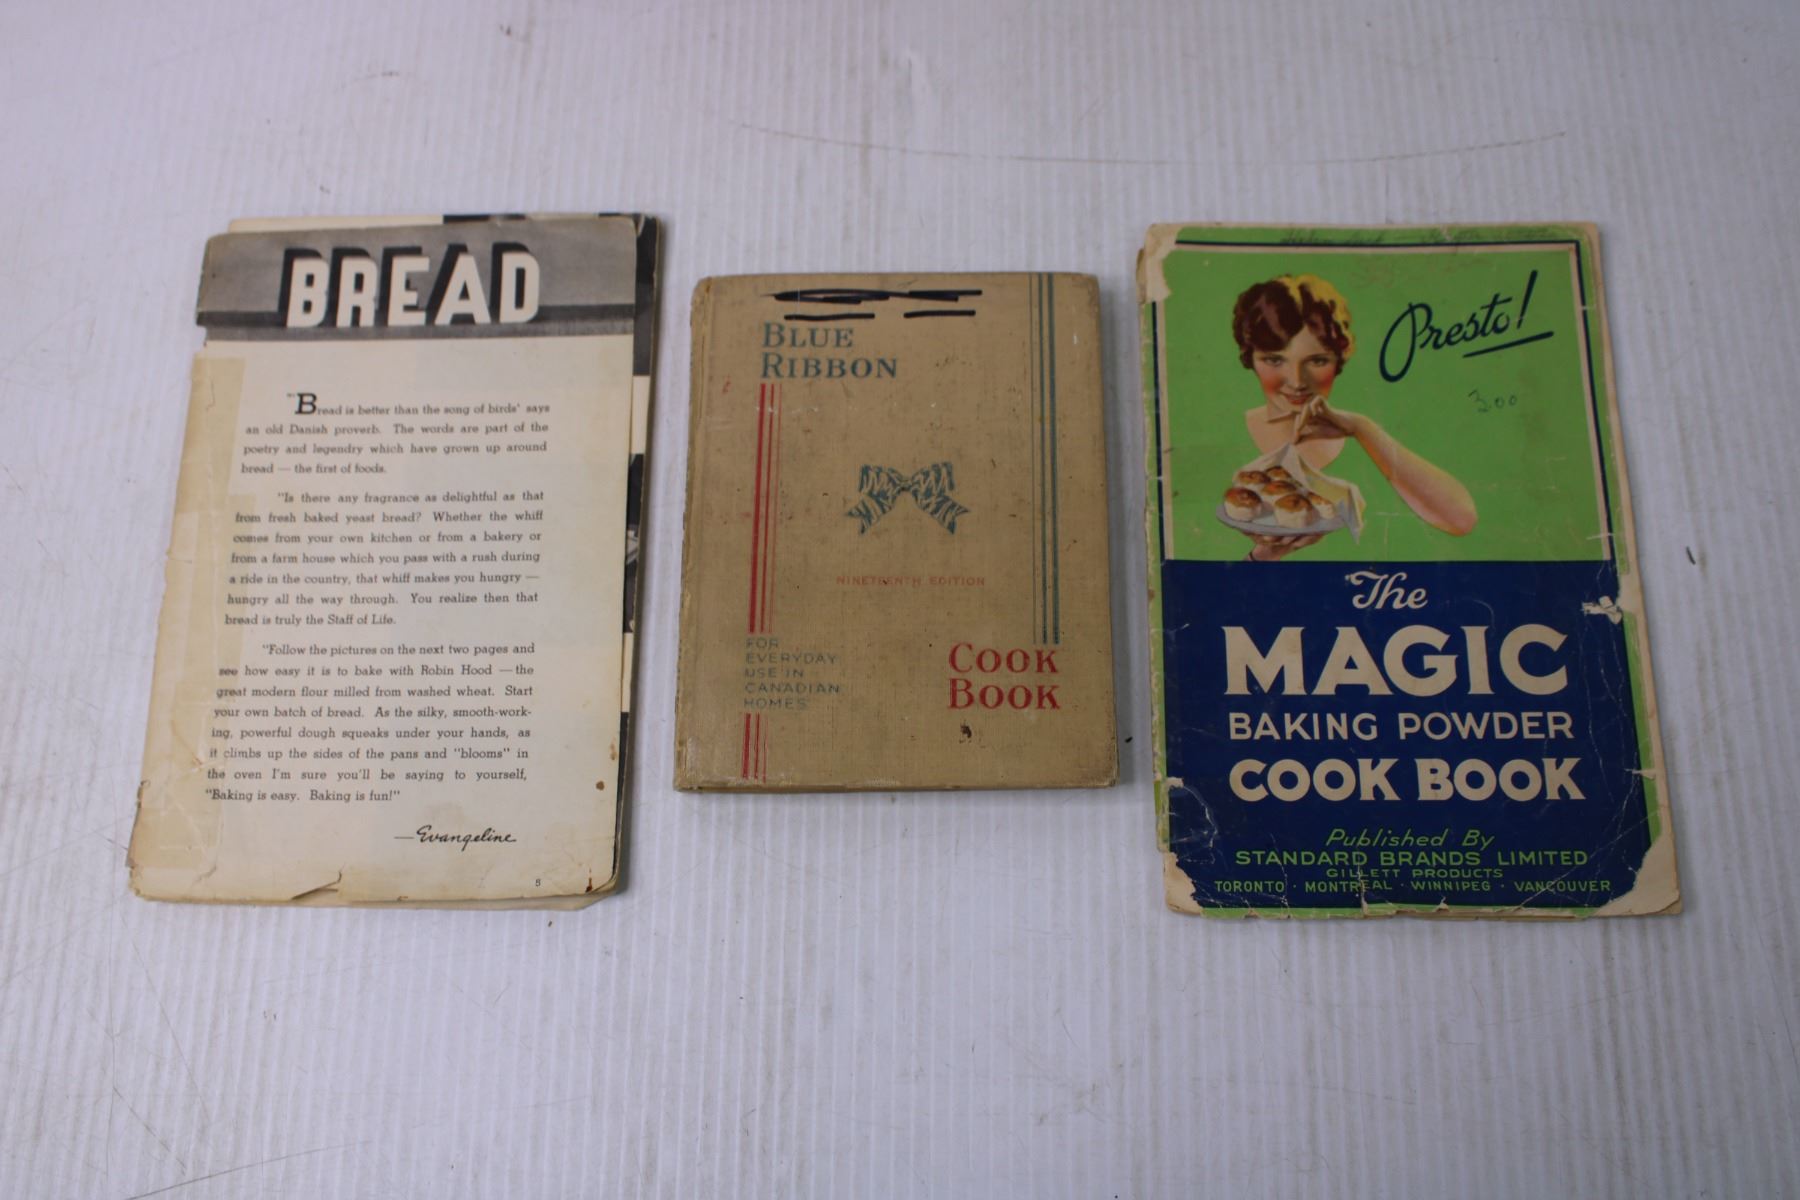 BREAD
"Bread is better than the song of birds' says
an old Danish proverb. The words are part of the
poetry and legendry which have grown up around
bread — the first of foods.
"Is there any fragrance as delightful as that
from fresh baked yeast bread? Whether the whiff
comes from your own kitchen or from a bakery or
from a farm house which you pass with a rush during
a ride in the country, that whiff makes you hungry —
hungry all the way through. You realize then that
bread is truly the Staff of Life.
"Follow the pictures on the next two pages and
see how easy it is to bake with Robin Hood — the
great modern flour milled from washed wheat. Start
your own batch of bread. As the silky, smooth-work-
ing, powerful dough squeaks under your hands, as
it climbs up the sides of the pans and "blooms" in
the oven I'm sure you'll be saying to yourself,
"Baking is easy. Baking is fun!"
—Evangeline
5
BLUE
RIBBON
NINETEENTH EDITION
FOR
EVERYDAY
USE IN
CANADIAN
HOMES
COOK
BOOK
Presto!
3.00
The
MAGIC
BAKING POWDER
COOK BOOK
Published By
STANDARD BRANDS LIMITED
GILLETT PRODUCTS
TORONTO · MONTREAL · WINNIPEG · VANCOUVER